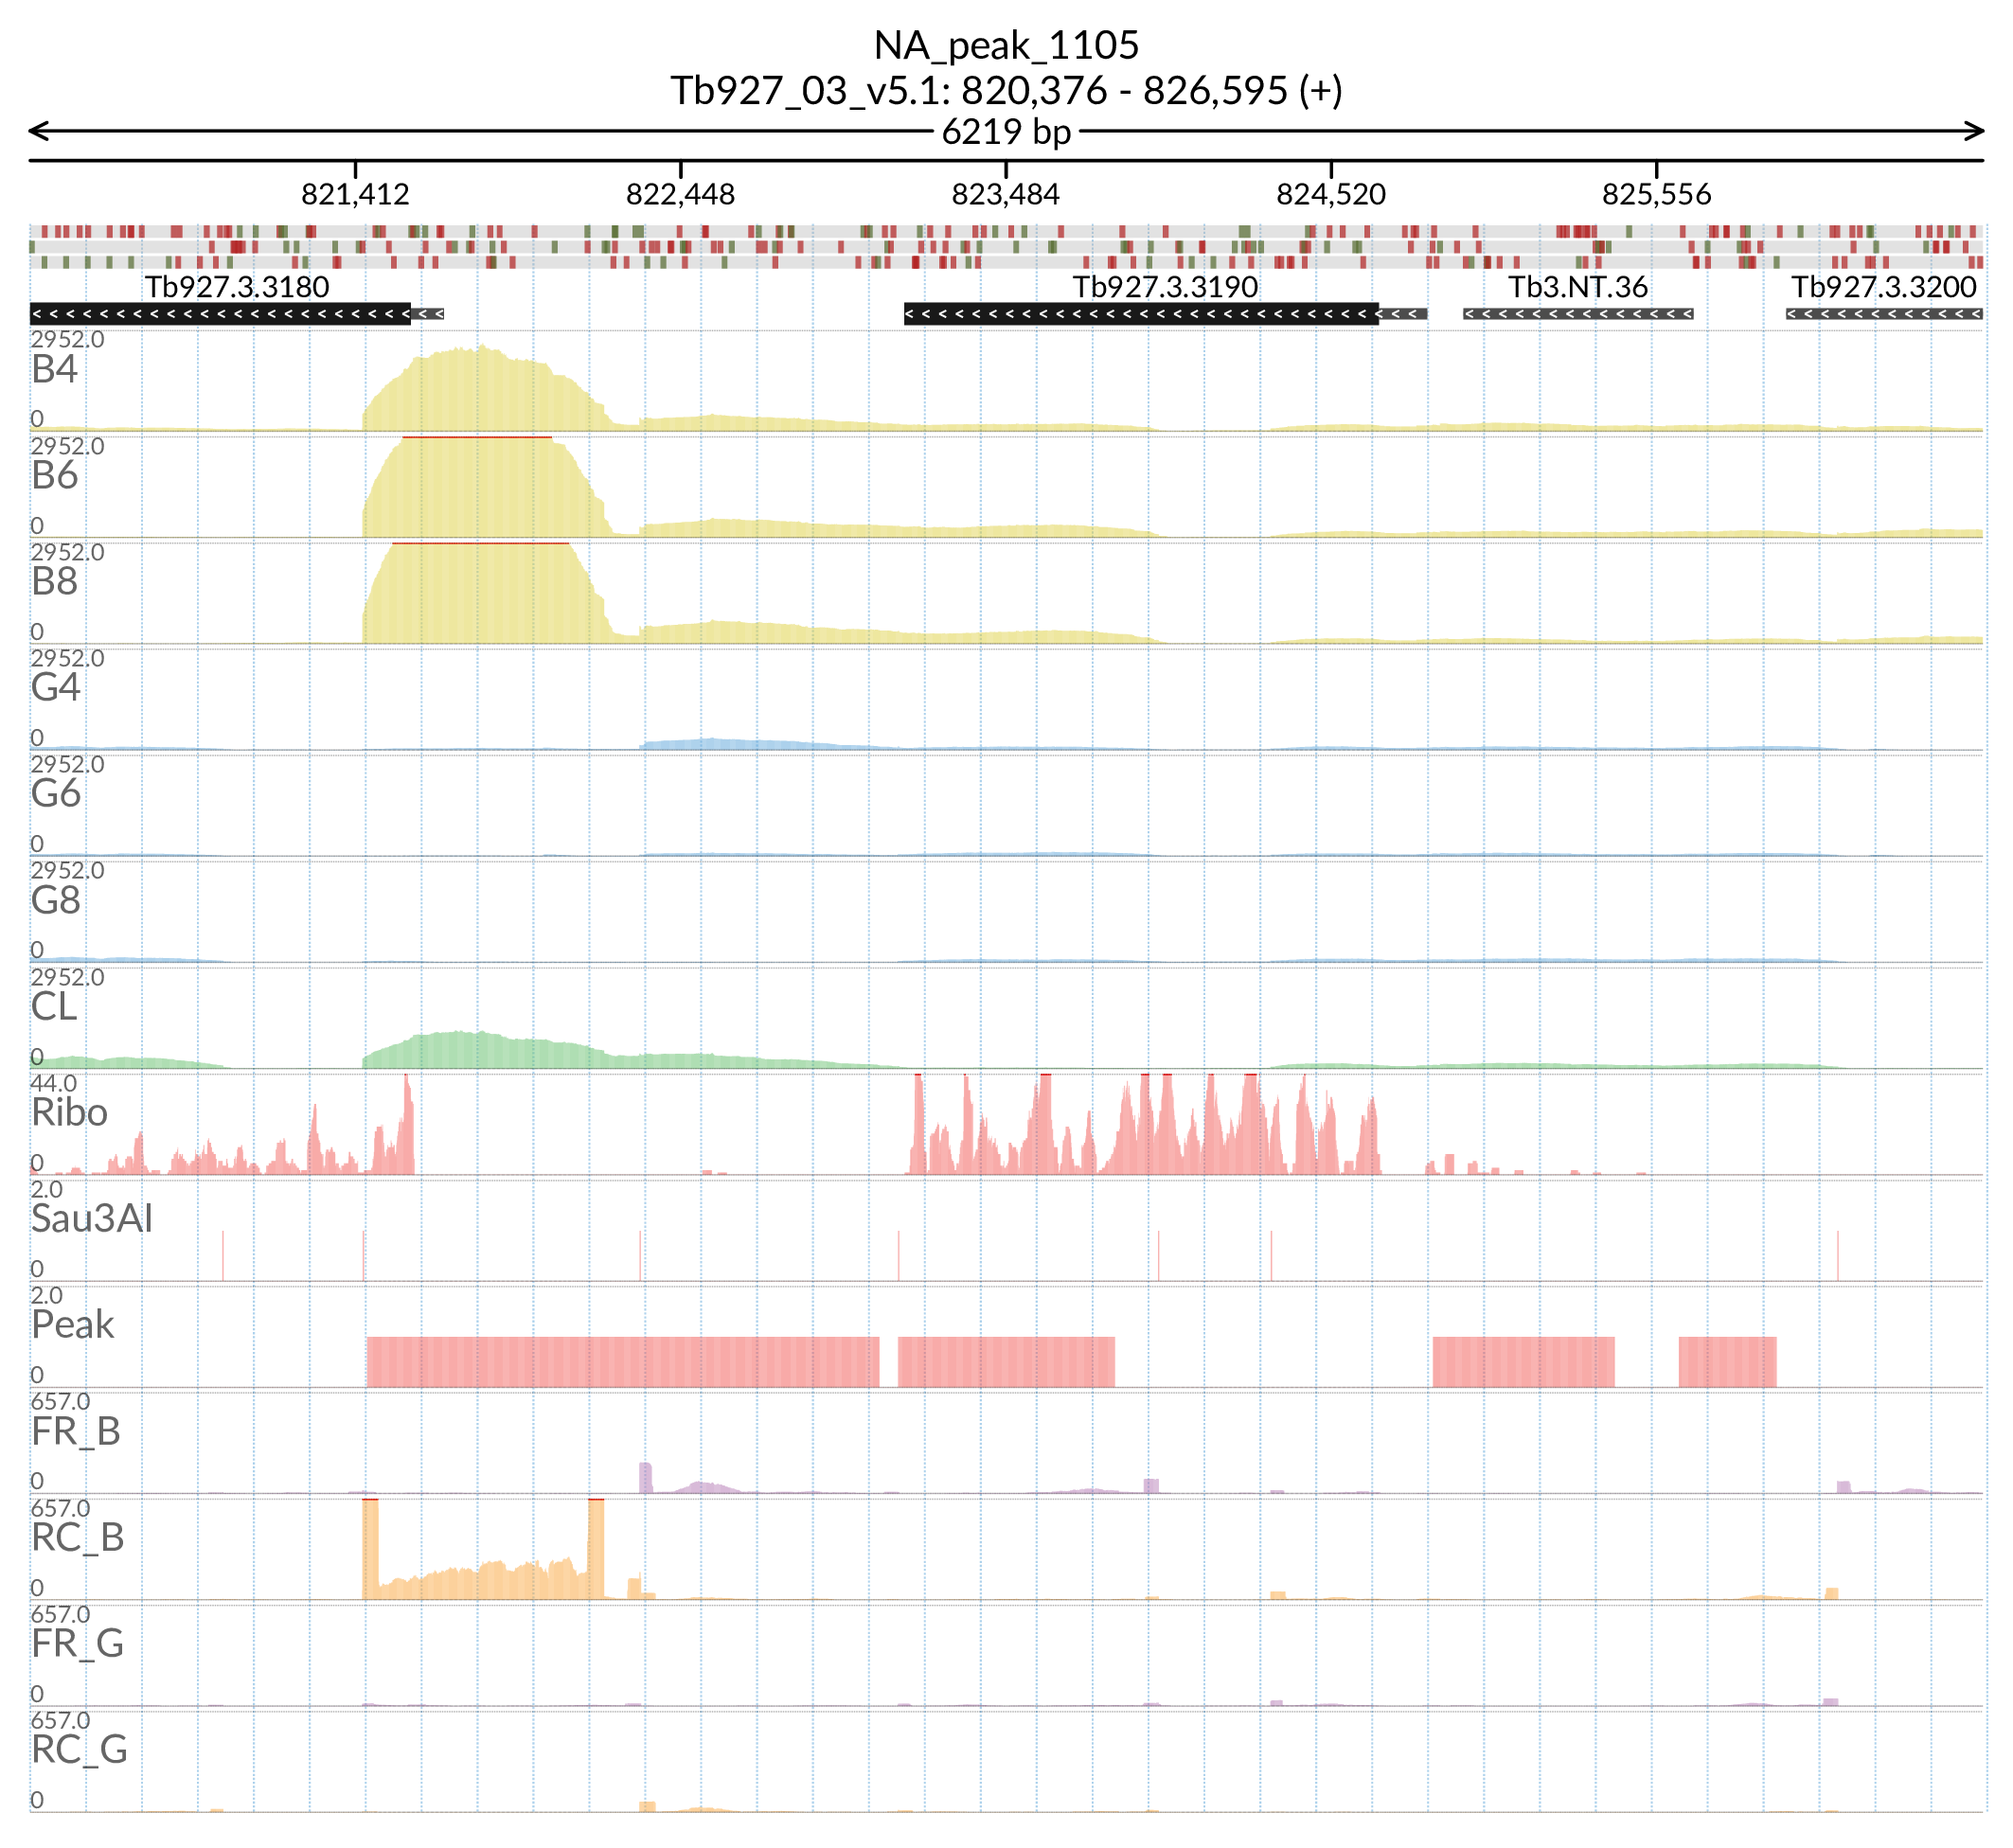 NA_peak_1105
Tb927_03_v5.1: 820,376 - 826,595 (+)
6219 bp
821,412 822,448 823,484 824,520 825,556
Tb927.3.3180 Tb927.3.3190 Tb3.NT.36 Tb927.3.3200
2952.0
B4
0
2952.0
B6
0
2952.0
B8
0
2952.0
G4
0
2952.0
G6
0
2952.0
G8
0
2952.0
CL
0
44.0
Ribo
0
2.0
Sau3AI
0
2.0
Peak
0
657.0
FR_B
0
657.0
RC_B
0
657.0
FR_G
0
657.0
RC_G
0